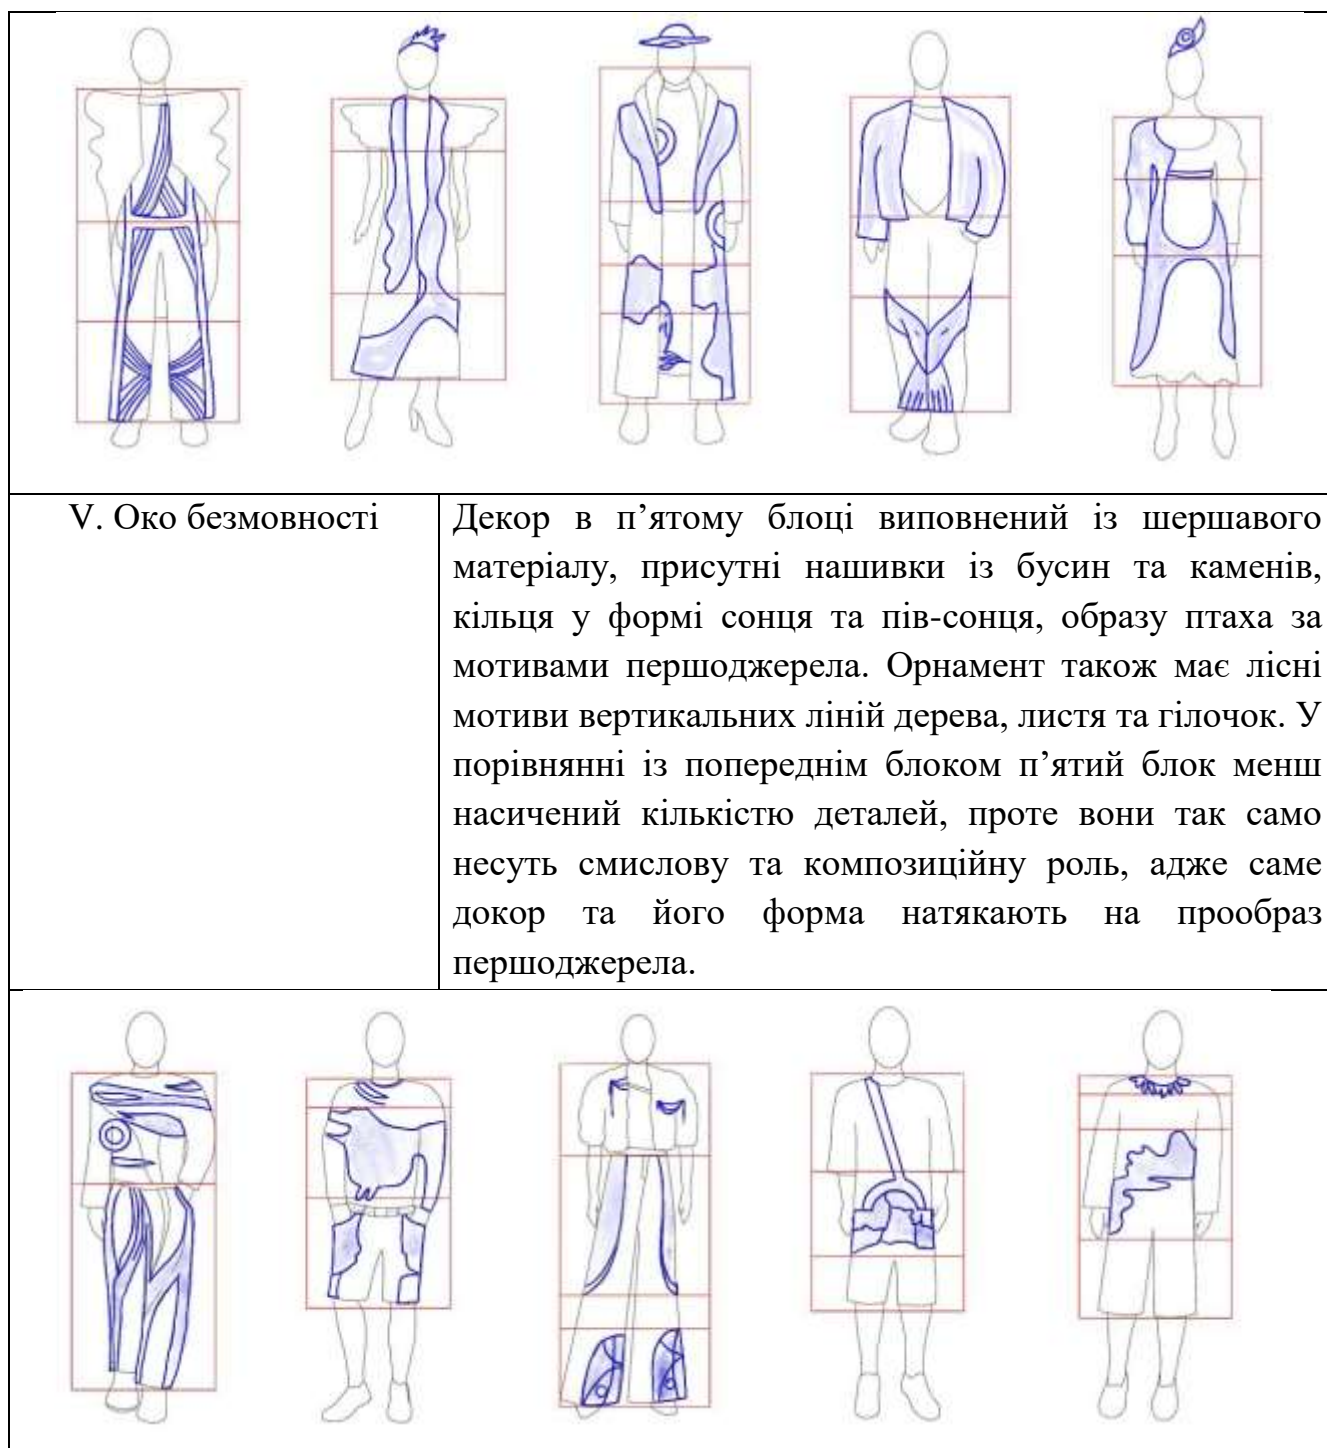 V. Око безмовності
Декор в п’ятому блоці виповнений із шершавого
матеріалу, присутні нашивки із бусин та каменів,
кільця у формі сонця та пів-сонця, образу птаха за
мотивами першоджерела. Орнамент також має лісні
мотиви вертикальних ліній дерева, листя та гілочок. У
порівнянні із попереднім блоком п’ятий блок менш
насичений кількістю деталей, проте вони так само
несуть смислову та композиційну роль, адже саме
докор та його форма натякають на прообраз
першоджерела.